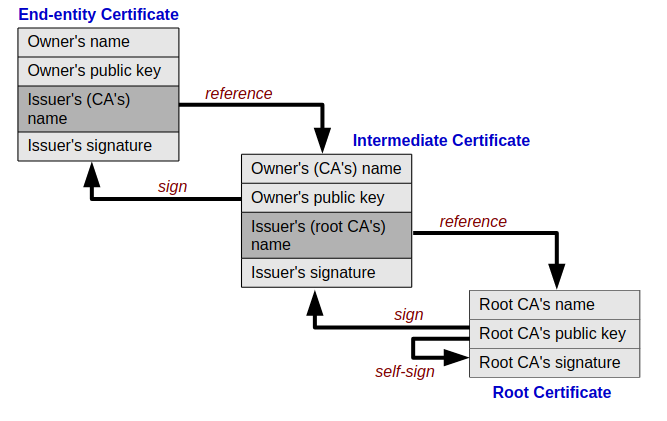 End-entity Certificate
Owner's name
Owner's public key
Issuer's (CA's)
name
Issuer's signature
reference
sign
Intermediate Certificate
Owner's (CA's) name
Owner's public key
Issuer's (root CA's)
name
Issuer's signature
reference
sign
self-sign
Root CA's name
Root CA's public key
Root CA's signature
Root Certificate